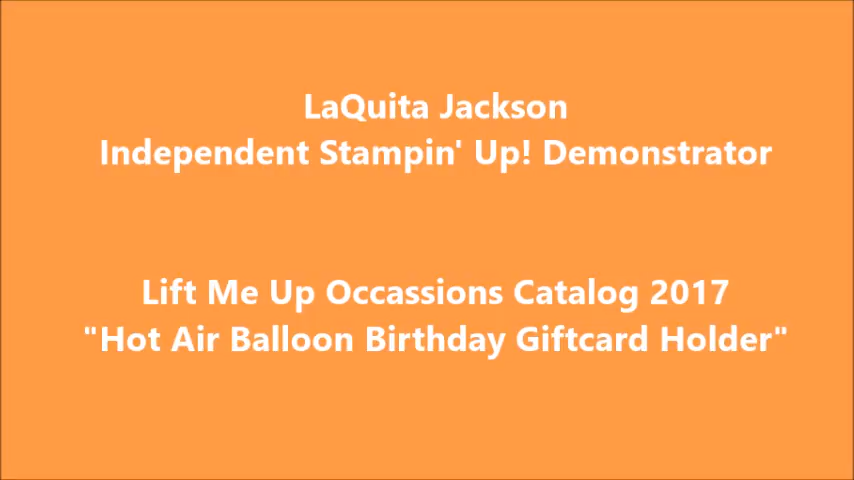 LaQuita Jackson
Independent Stampin' Up! Demonstrator
Lift Me Up Occassions Catalog 2017
"Hot Air Balloon Birthday Giftcard Holder"